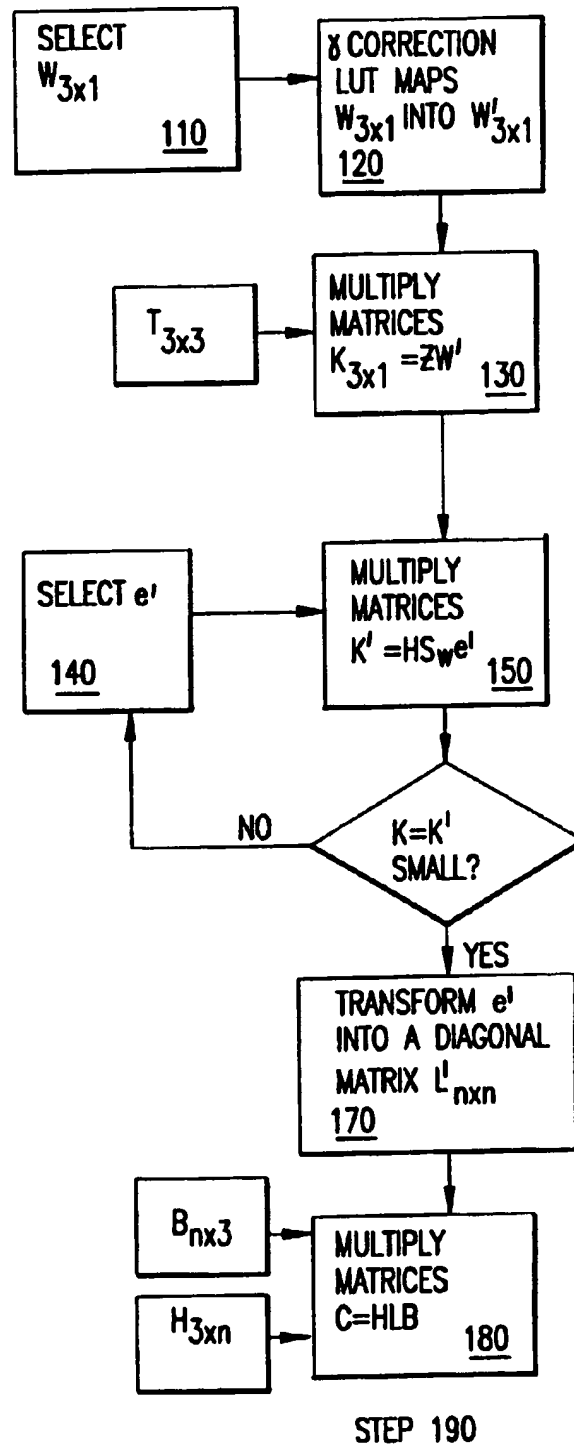 SELECT
W3x1
110
γ CORRECTION
LUT MAPS
W3x1 INTO W'3x1
120
T3x3
MULTIPLY
MATRICES
K3x1 = ZW'
130
SELECT e'
140
MULTIPLY
MATRICES
K' = HSwe'
150
NO
K=K'
SMALL?
YES
TRANSFORM e'
INTO A DIAGONAL
MATRIX L'nxn
170
Bnx3
H3xn
MULTIPLY
MATRICES
C=HLB
180
STEP 190